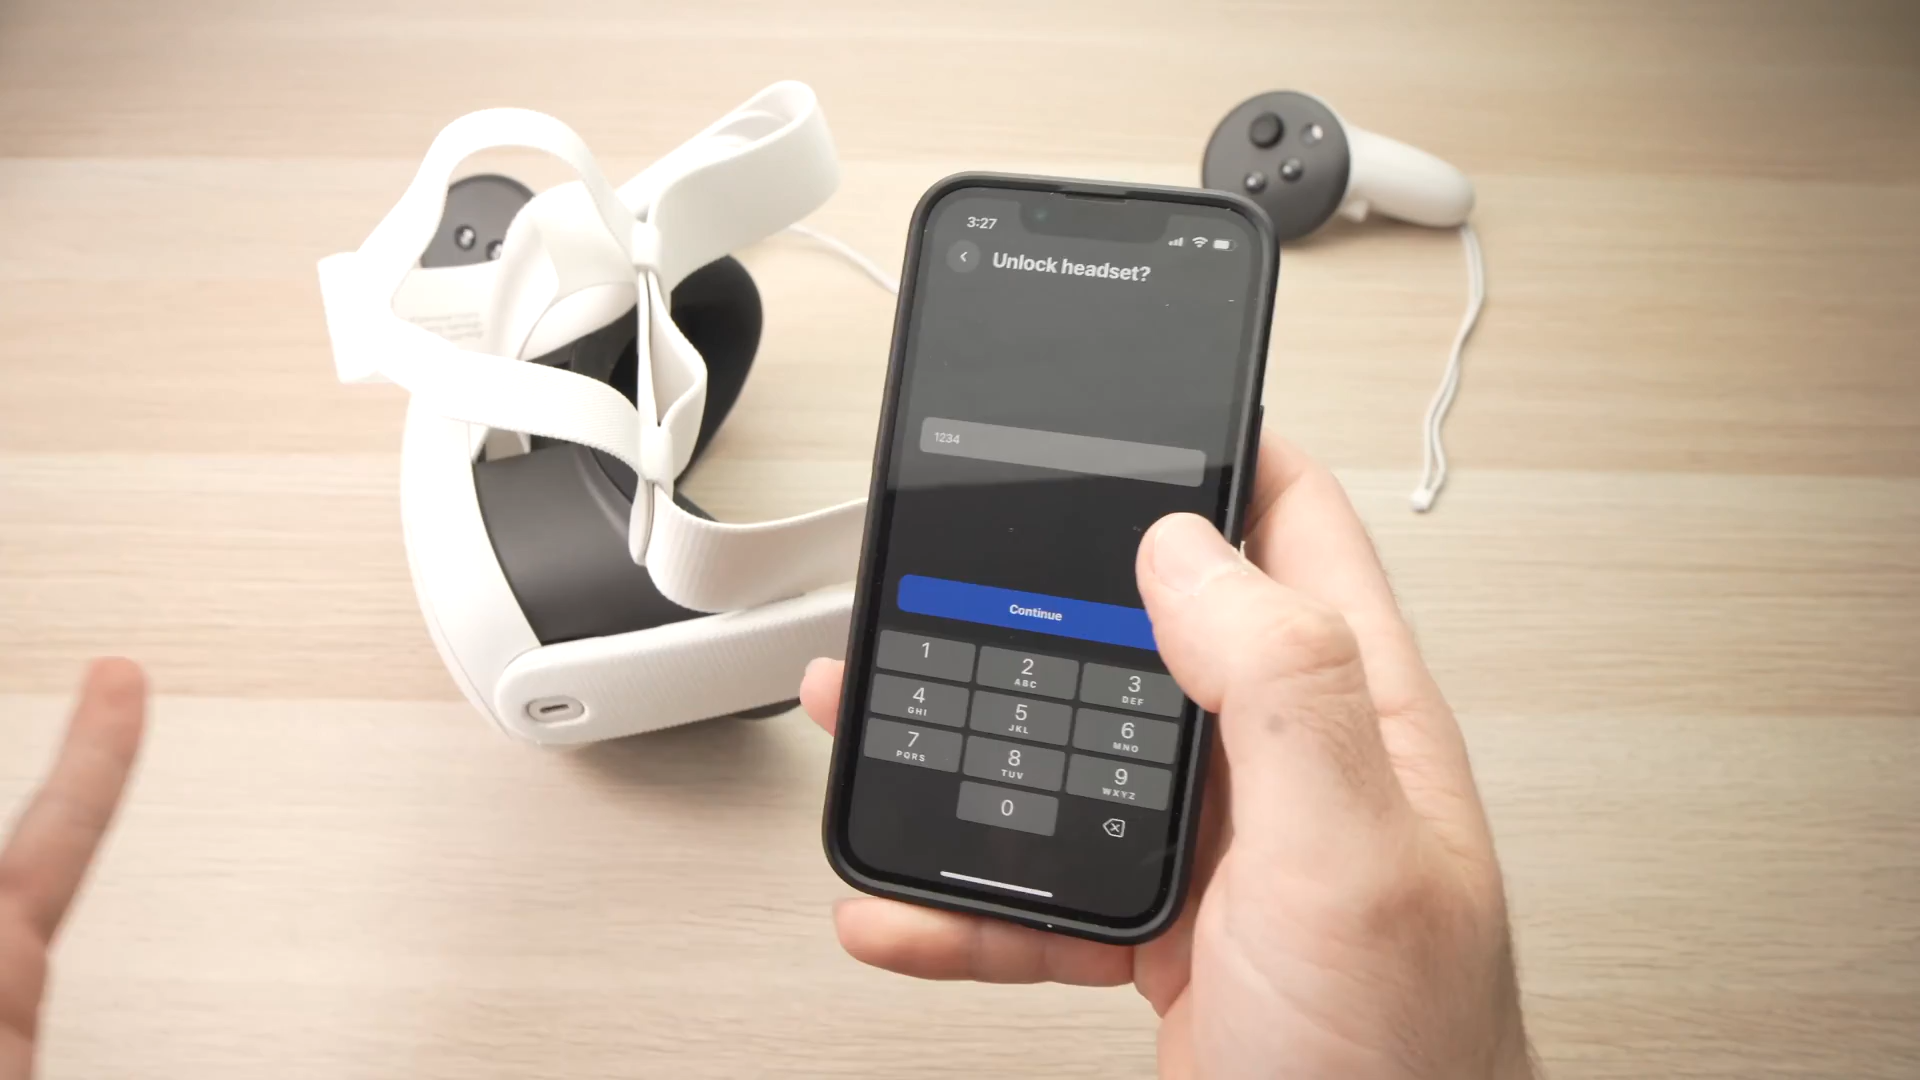 3:27
Unlock headset?
1234
Continue
1
2
ABC
3
DEF
4
GHI
5
JKL
6
MNO
7
PQRS
8
TUV
9
WXYZ
0